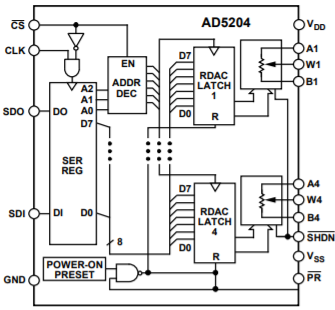 AD5204
CS
CLK
SDO
SDI
GND
EN
ADDR
DEC
A2
A1
A0
D7
DO
SER
REG
DI
D0
8
POWER-ON
PRESET
D7
D0
RDAC
LATCH
1
R
D7
D0
RDAC
LATCH
4
R
VDD
A1
W1
B1
A4
W4
B4
SHDN
VSS
PR